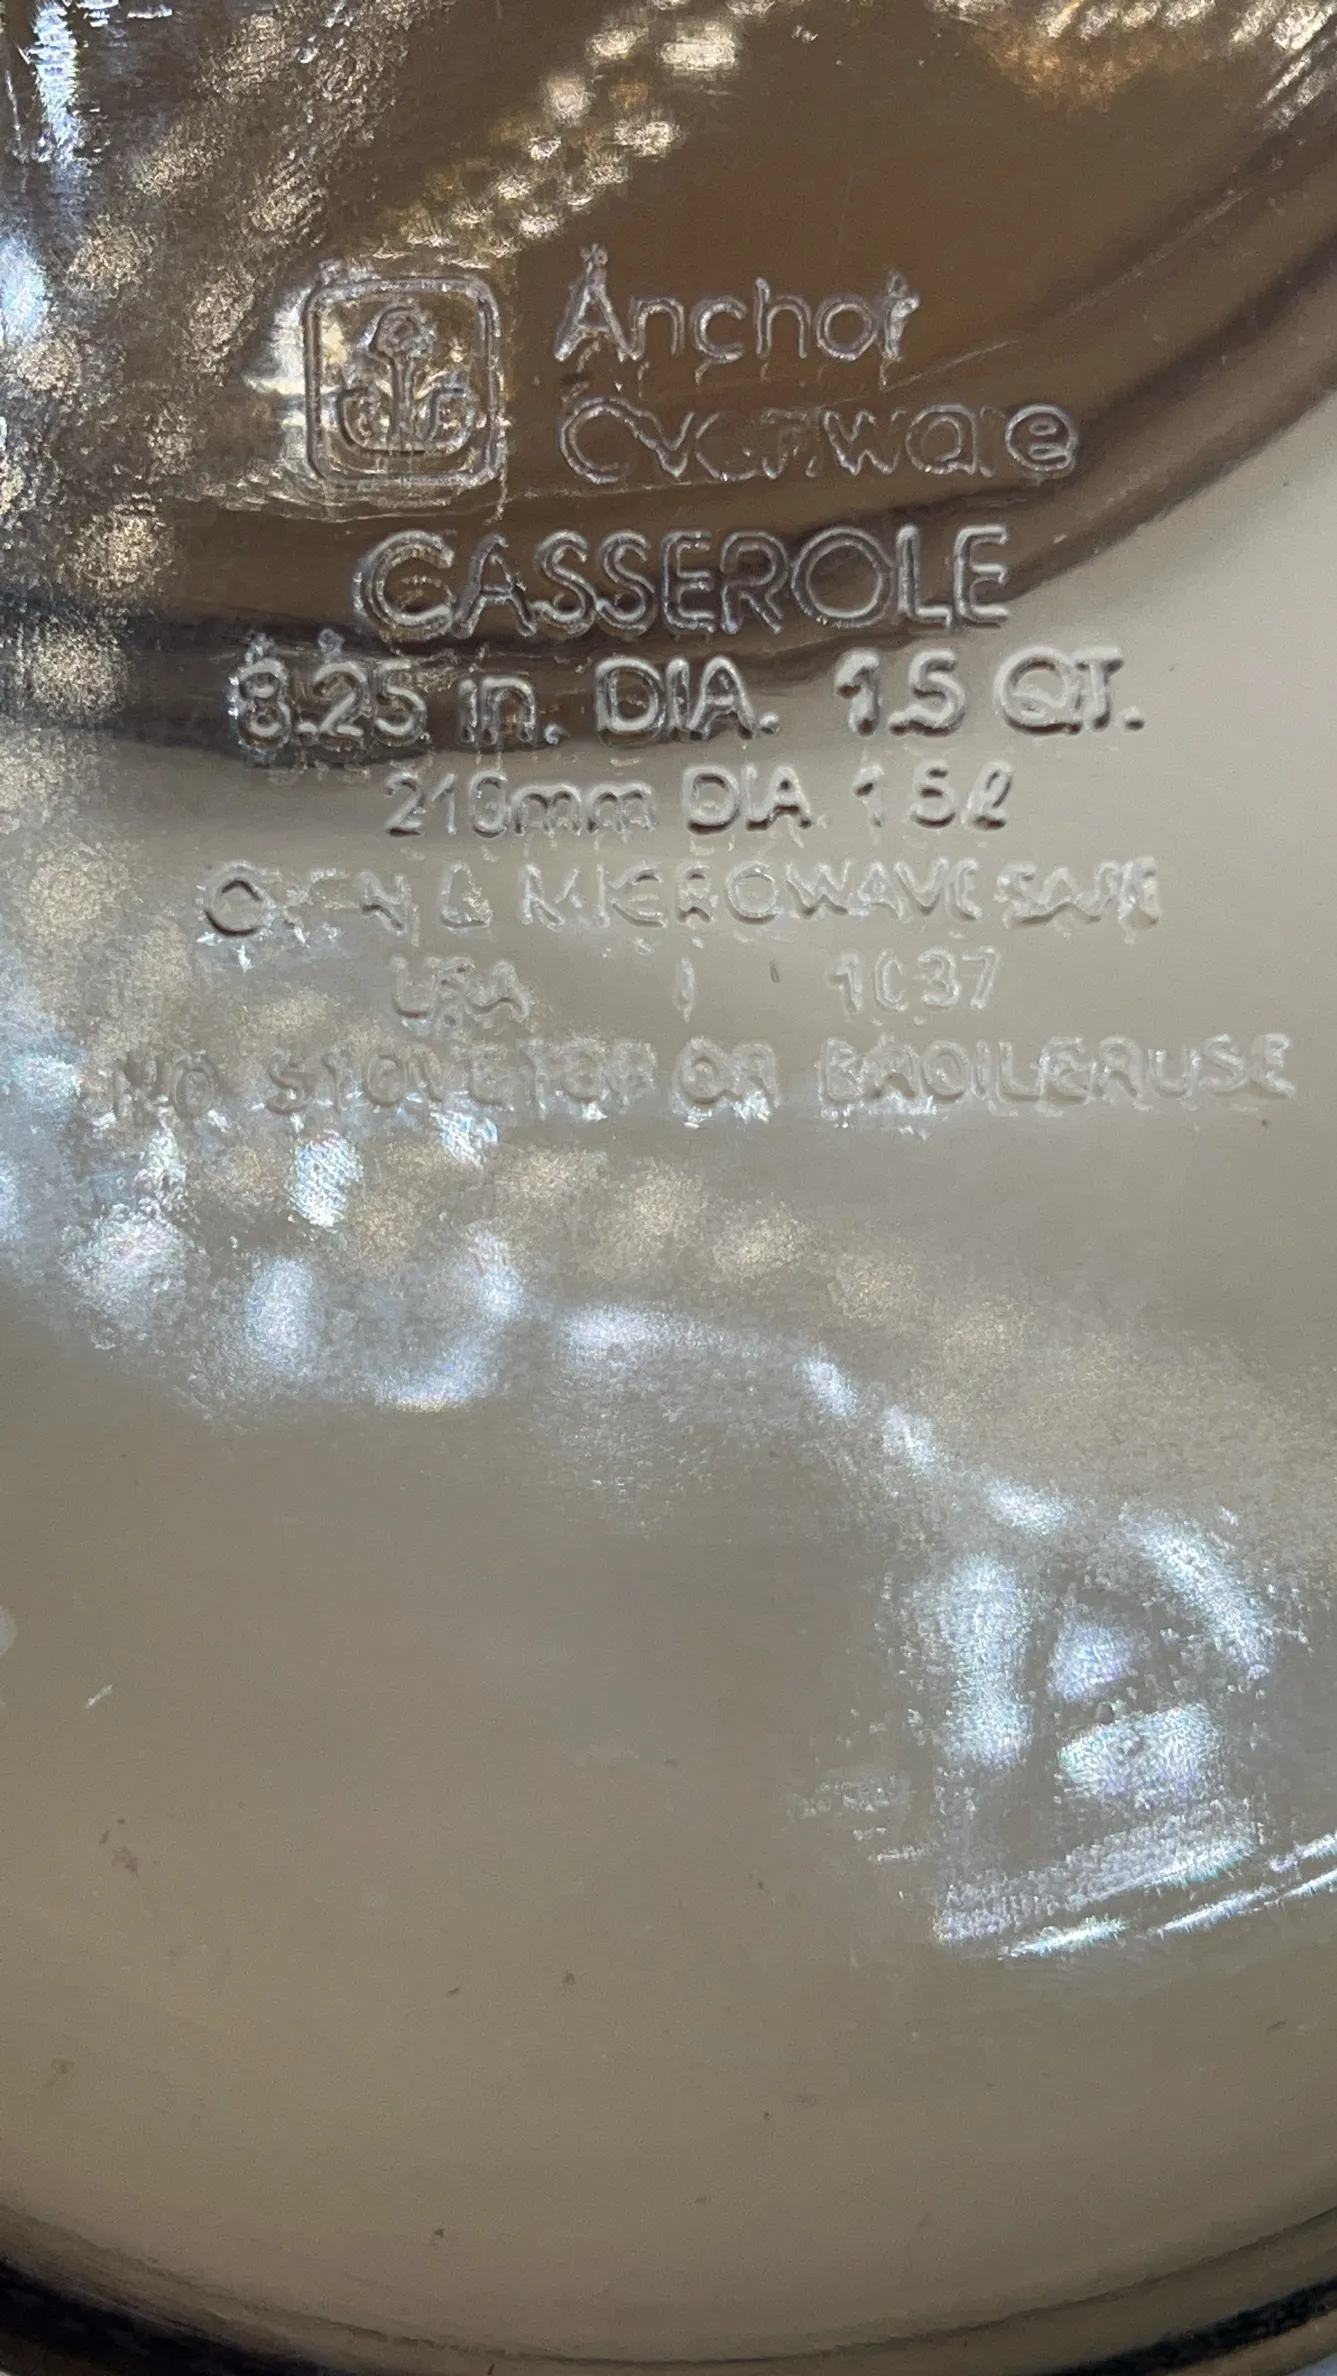 Anchor
Ovenware
CASSEROLE
8.25 in. DIA. 1.5 QT.
210mm DIA. 1.5ℓ
OVEN & MICROWAVE SAFE
USA 1 1037
NO STOVETOP OR BROILER USE